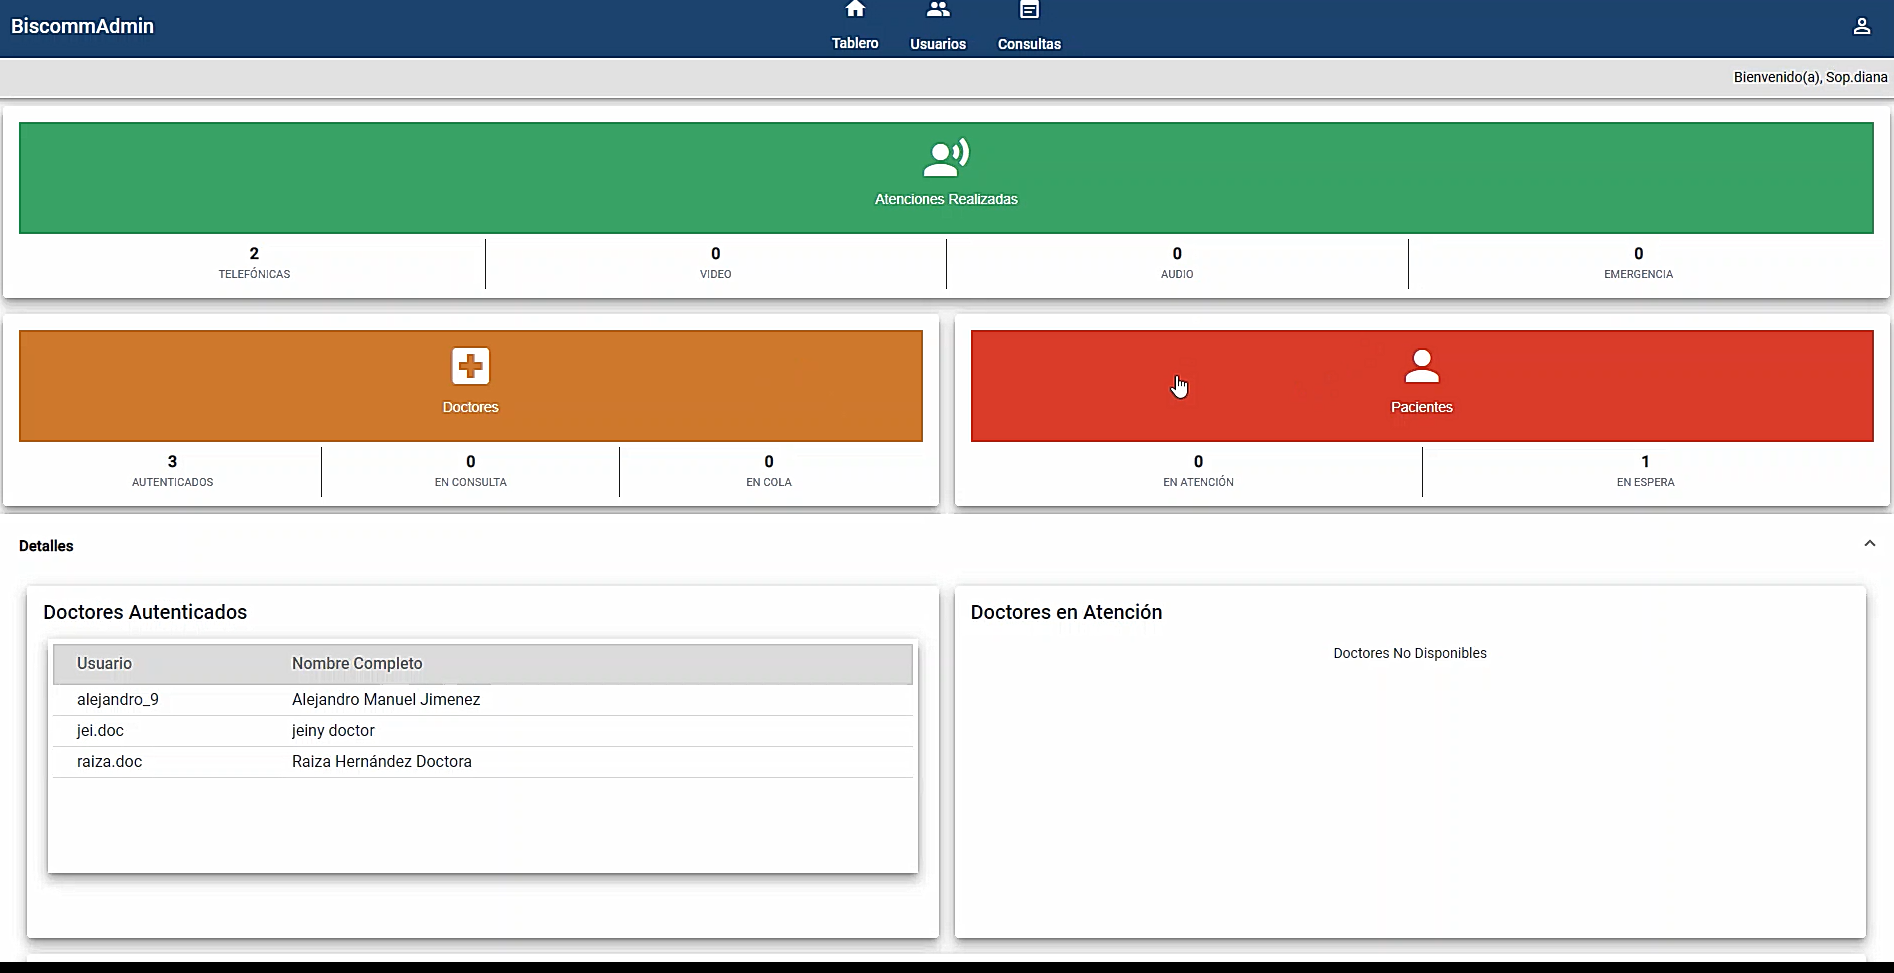 BiscommAdmin
Tablero
Usuarios
Consultas
Bienvenido(a), Sop.diana
Atenciones Realizadas
2
TELEFÓNICAS
0
VIDEO
0
AUDIO
0
EMERGENCIA
Doctores
3
AUTENTICADOS
0
EN CONSULTA
0
EN COLA
Pacientes
0
EN ATENCIÓN
1
EN ESPERA
Detalles
Doctores Autenticados
Usuario Nombre Completo
alejandro_9 Alejandro Manuel Jimenez
jei.doc jeiny doctor
raiza.doc Raiza Hernández Doctora
Doctores en Atención
Doctores No Disponibles